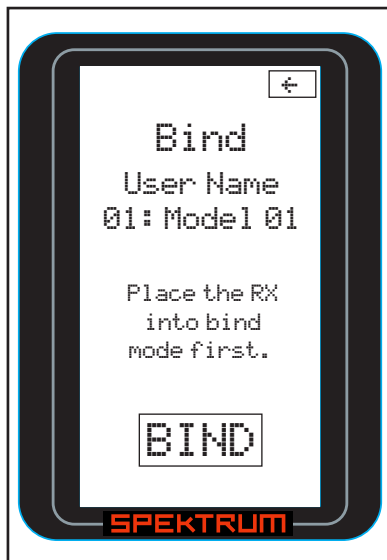 ←
Bind
User Name
01: Model 01
Place the RX
into bind
mode first.
BIND
SPEKTRUM